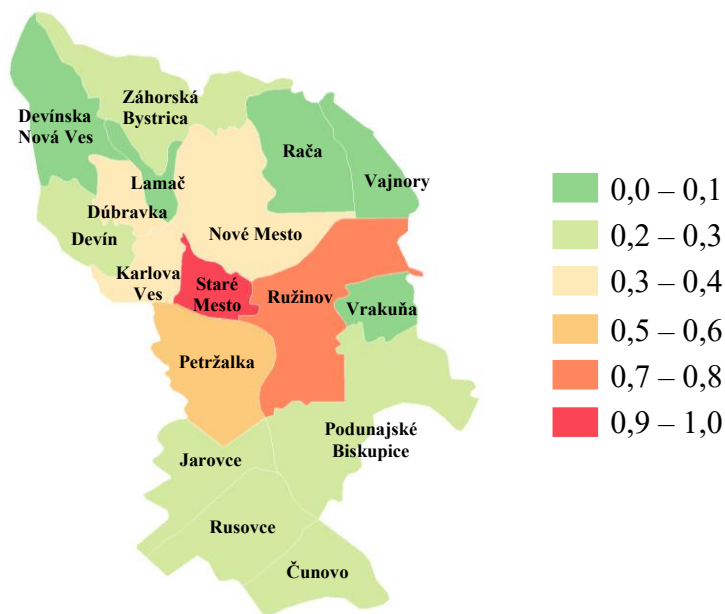 Záhorská
Bystrica
Devínska
Nová Ves
Rača
Lamač
Vajnory
Dúbravka
Devín
Nové Mesto
Karlova
Ves
Staré
Mesto
Ružinov
Vrakuňa
Petržalka
Podunajské
Biskupice
Jarovce
Rusovce
Čunovo
0,0 – 0,1
0,2 – 0,3
0,3 – 0,4
0,5 – 0,6
0,7 – 0,8
0,9 – 1,0